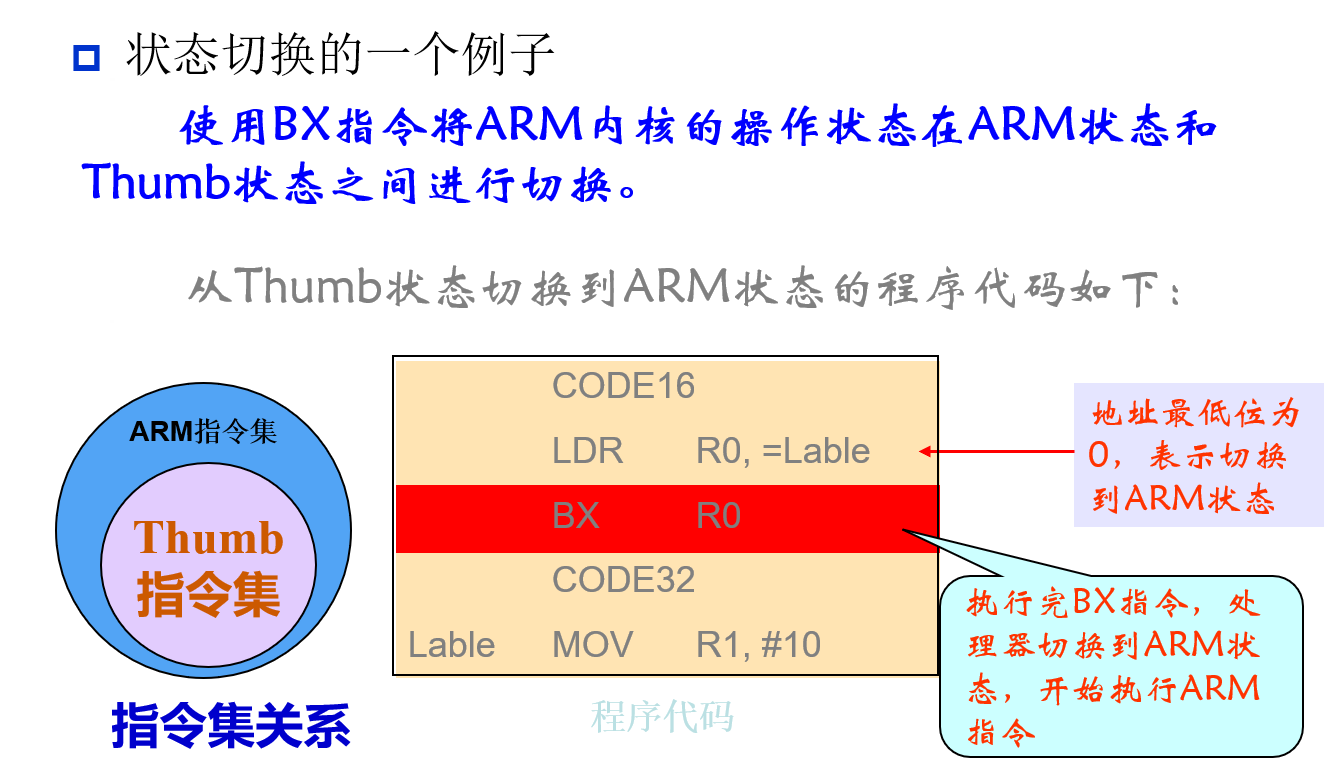 状态切换的一个例子
使用BX指令将ARM内核的操作状态在ARM状态和
Thumb状态之间进行切换。
从Thumb状态切换到ARM状态的程序代码如下：
ARM指令集
Thumb
指令集
指令集关系
CODE16
LDR R0, =Lable
BX R0
CODE32
Lable MOV R1, #10
程序代码
地址最低位为
0，表示切换
到ARM状态
执行完BX指令，处
理器切换到ARM状
态，开始执行ARM
指令